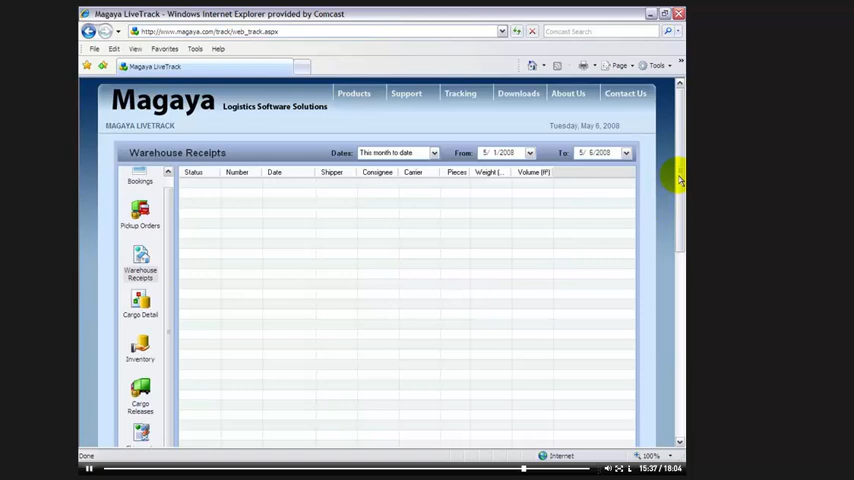 Magaya LiveTrack - Windows Internet Explorer provided by Comcast
http://www.magaya.com/track/web_track.aspx
Comcast Search
File Edit View Favorites Tools Help
Magaya LiveTrack
Page Tools
Products Support Tracking Downloads About Us Contact Us
Magaya Logistics Software Solutions
MAGAYA LIVETRACK Tuesday, May 6, 2008
Warehouse Receipts Dates: This month to date From: 5/ 1/2008 To: 5/ 6/2008
Status Number Date Shipper Consignee Carrier Pieces Weight (... Volume (ft³)
Bookings
Pickup Orders
Warehouse
Receipts
Cargo Detail
Inventory
Cargo
Releases
Done Internet 100%
15:37 / 18:04